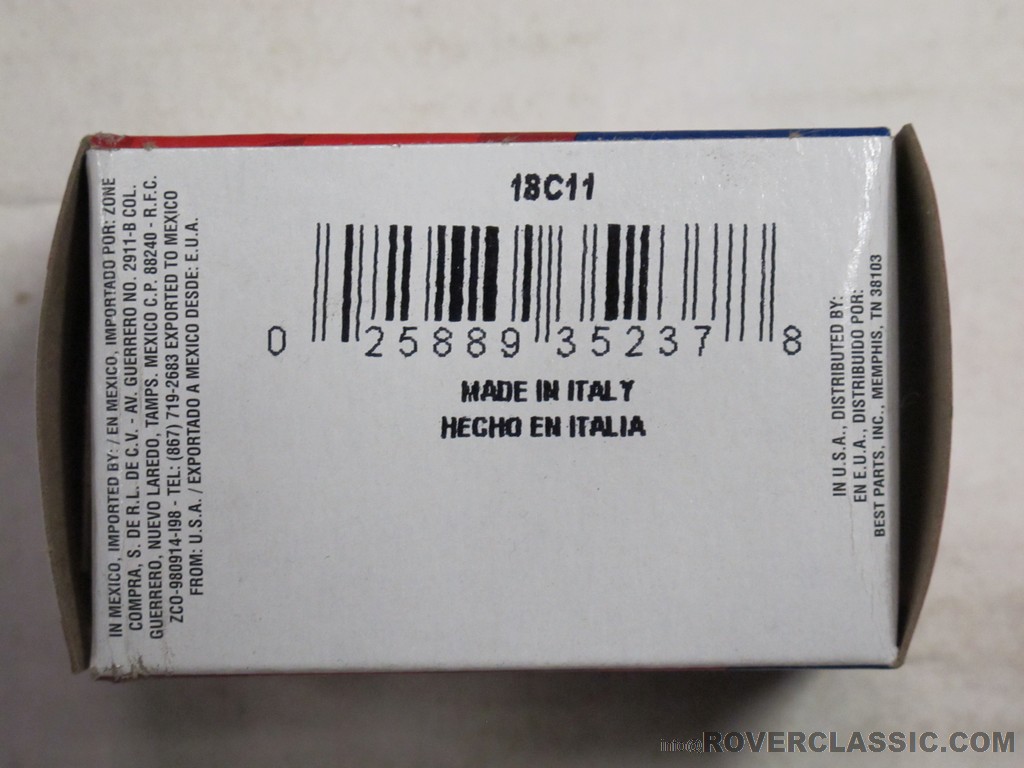 18C11
0 25889 35237 8
MADE IN ITALY
HECHO EN ITALIA
IN MEXICO, IMPORTED BY: / EN MEXICO, IMPORTADO POR: ZONE
COMPRA, S. DE R.L. DE C.V. - AV. GUERRERO NO. 2911-B COL.
GUERRERO, NUEVO LAREDO, TAMPS. MEXICO C.P. 88240 - R.F.C.
ZCO-980914-I98 - TEL: (867) 719-2683 EXPORTED TO MEXICO
FROM: U.S.A. / EXPORTADO A MEXICO DESDE: E.U.A.
IN U.S.A., DISTRIBUTED BY:
EN E.U.A., DISTRIBUIDO POR:
BEST PARTS, INC., MEMPHIS, TN 38103
info@ROVERCLASSIC.COM